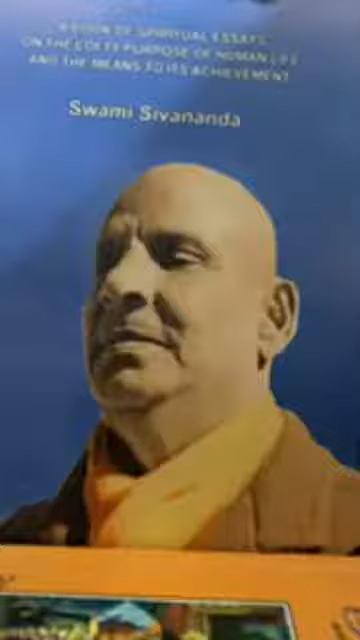 A BOOK OF SPIRITUAL ESSAYS
ON THE LOFTY PURPOSE OF HUMAN LIFE
AND THE MEANS TO ITS ACHIEVEMENT
Swami Sivananda